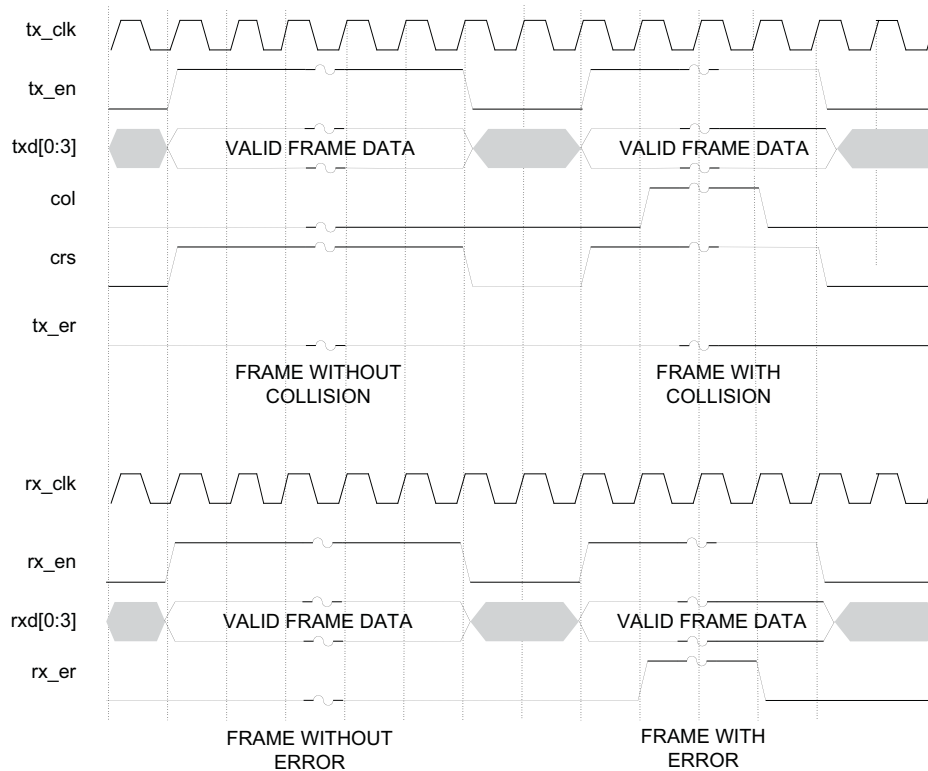 tx_clk
tx_en
txd[0:3]
VALID FRAME DATA
VALID FRAME DATA
col
crs
tx_er
FRAME WITHOUT
COLLISION
FRAME WITH
COLLISION
rx_clk
rx_en
rxd[0:3]
VALID FRAME DATA
VALID FRAME DATA
rx_er
FRAME WITHOUT
ERROR
FRAME WITH
ERROR